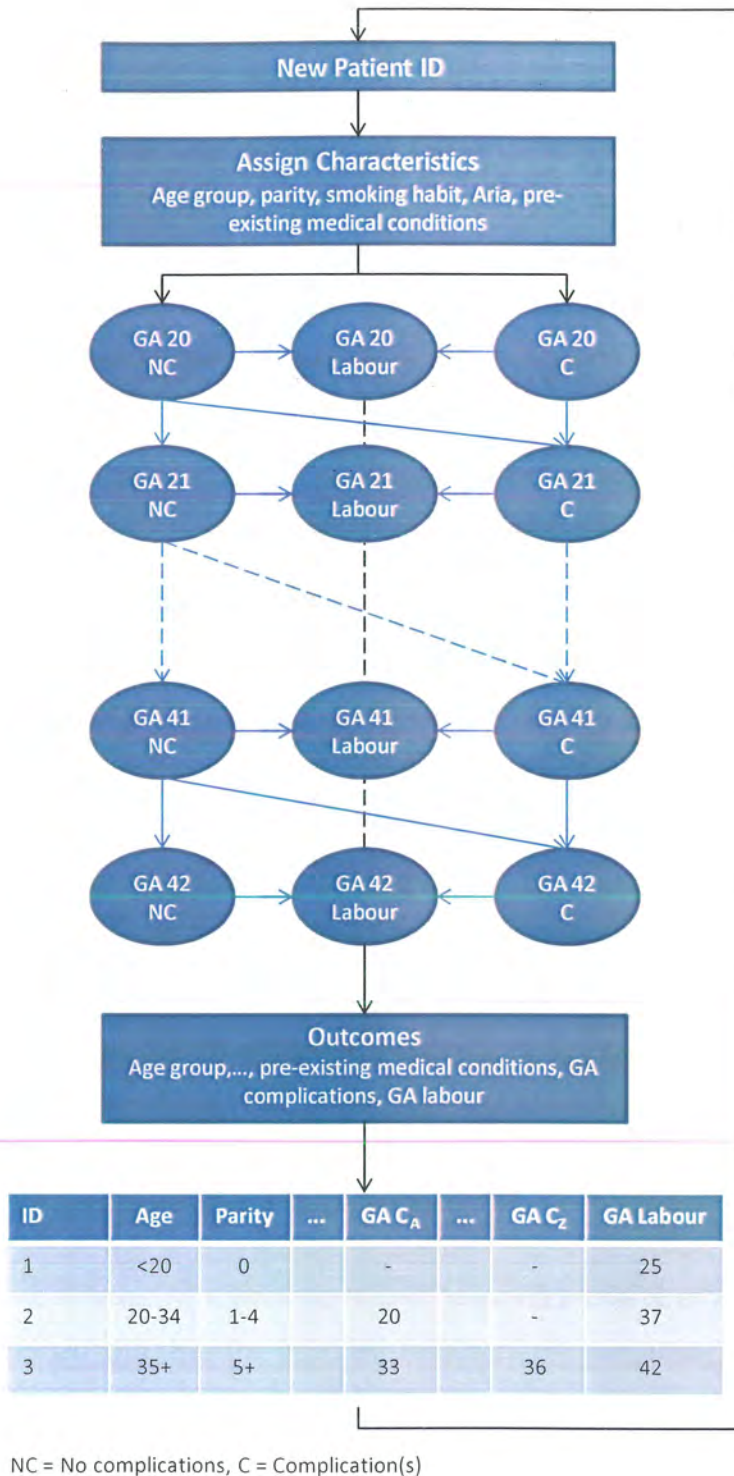 New Patient ID
Assign Characteristics
Age group, parity, smoking habit, Aria, pre-
existing medical conditions
GA 20
NC
GA 20
Labour
GA 20
C
GA 21
NC
GA 21
Labour
GA 21
C
GA 41
NC
GA 41
Labour
GA 41
C
GA 42
NC
GA 42
Labour
GA 42
C
Outcomes
Age group,..., pre-existing medical conditions, GA
complications, GA labour
ID Age Parity ... GA C_A ... GA C_Z GA Labour
1 <20 0 - - 25
2 20-34 1-4 20 - 37
3 35+ 5+ 33 36 42
NC = No complications, C = Complication(s)